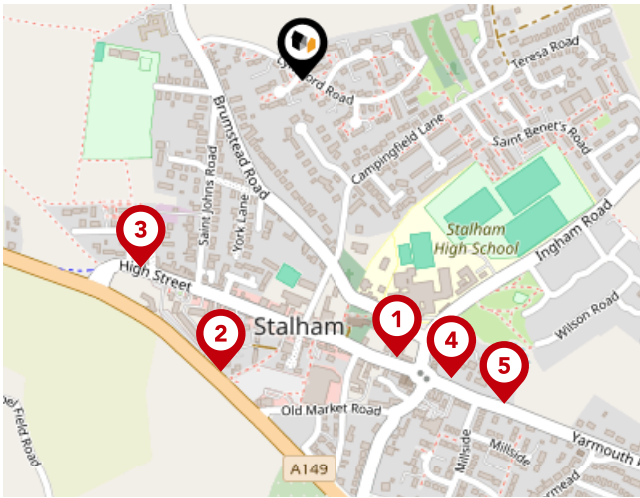 Lyndford Road
Teresa Road
Brumstead Road
Campingfield Lane
Saint Benet's Road
Saint Johns Road
York Lane
Stalham
High School
Ingham Road
3
High Street
Wilson Road
2
Stalham
1
4
5
Old Market Road
Millside
Millside
Yarmouth
A149
Field Road